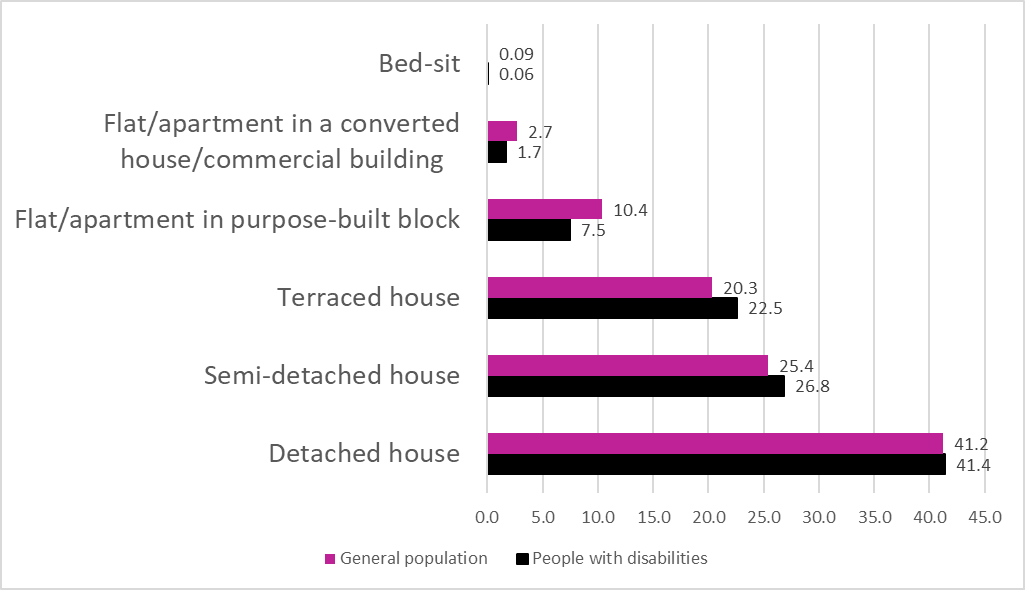 Bed-sit
0.09
0.06
Flat/apartment in a converted
house/commercial building
2.7
1.7
Flat/apartment in purpose-built block
10.4
7.5
Terraced house
20.3
22.5
Semi-detached house
25.4
26.8
Detached house
41.2
41.4
0.0 5.0 10.0 15.0 20.0 25.0 30.0 35.0 40.0 45.0
General population People with disabilities